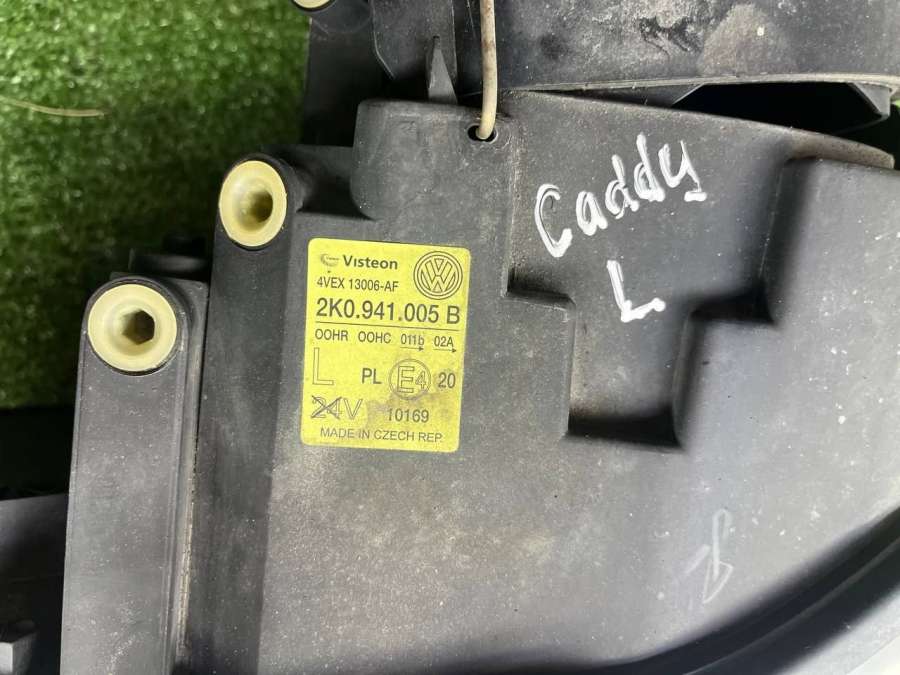 Caddy
L
Visteon
4VEX 13006-AF
2K0.941.005 B
OOHR OOHC 011b 02A
L PL E4 20
24V 10169
MADE IN CZECH REP.